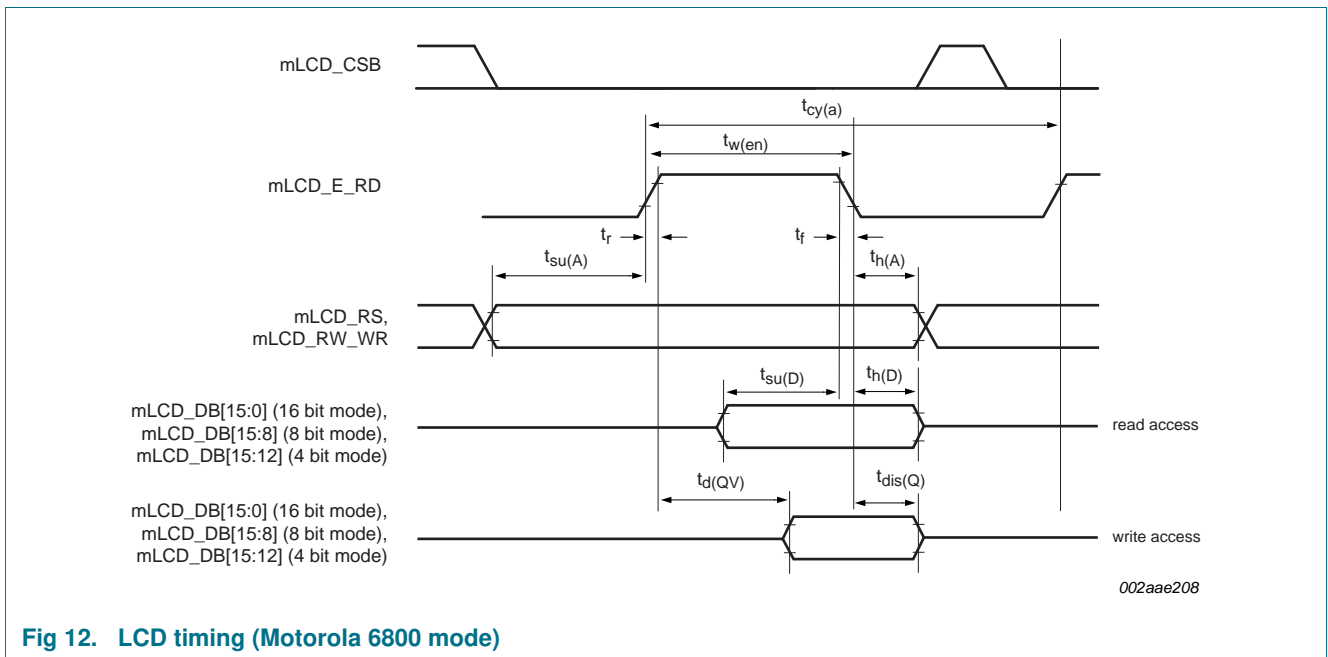 mLCD_CSB
tcy(a)
tw(en)
mLCD_E_RD
tr
tf
tsu(A)
th(A)
mLCD_RS,
mLCD_RW_WR
tsu(D)
th(D)
mLCD_DB[15:0] (16 bit mode),
mLCD_DB[15:8] (8 bit mode),
mLCD_DB[15:12] (4 bit mode)
read access
td(QV)
tdis(Q)
mLCD_DB[15:0] (16 bit mode),
mLCD_DB[15:8] (8 bit mode),
mLCD_DB[15:12] (4 bit mode)
write access
002aae208
Fig 12. LCD timing (Motorola 6800 mode)